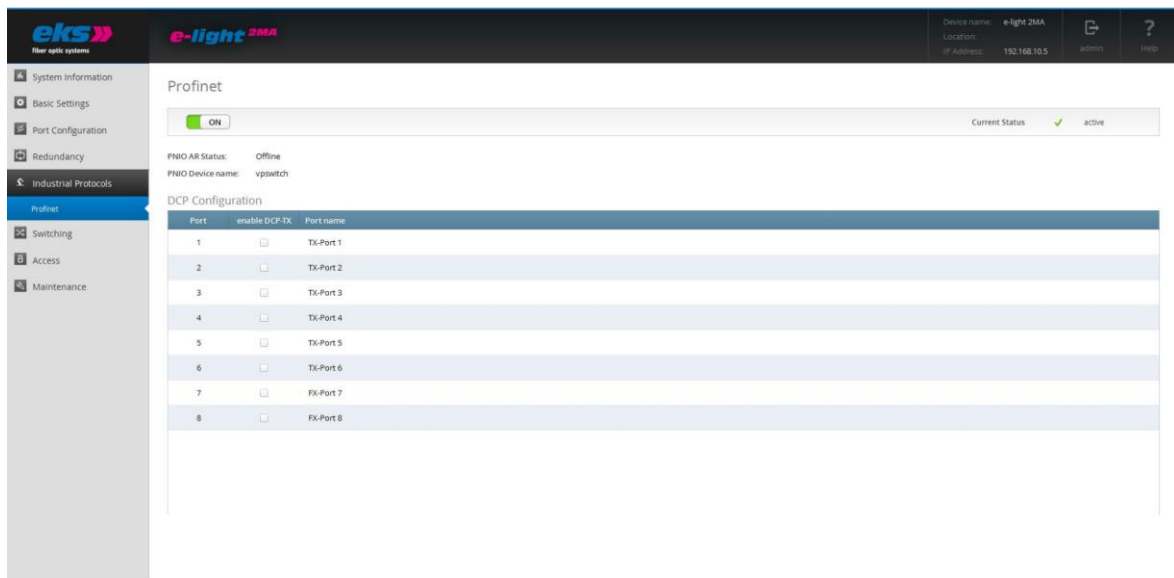 eks
fiber optic systems
e-light 2MA
Device name: e-light 2MA
Location:
IP Address: 192.168.10.5
admin
? Help
System Information
Basic Settings
Port Configuration
Redundancy
Industrial Protocols
Profinet
Switching
Access
Maintenance
Profinet
ON
Current Status active
PNIO AR Status: Offline
PNIO Device name: vpswitch
DCP Configuration
Port enable DCP-TX Port name
1 TX-Port 1
2 TX-Port 2
3 TX-Port 3
4 TX-Port 4
5 TX-Port 5
6 TX-Port 6
7 FX-Port 7
8 FX-Port 8